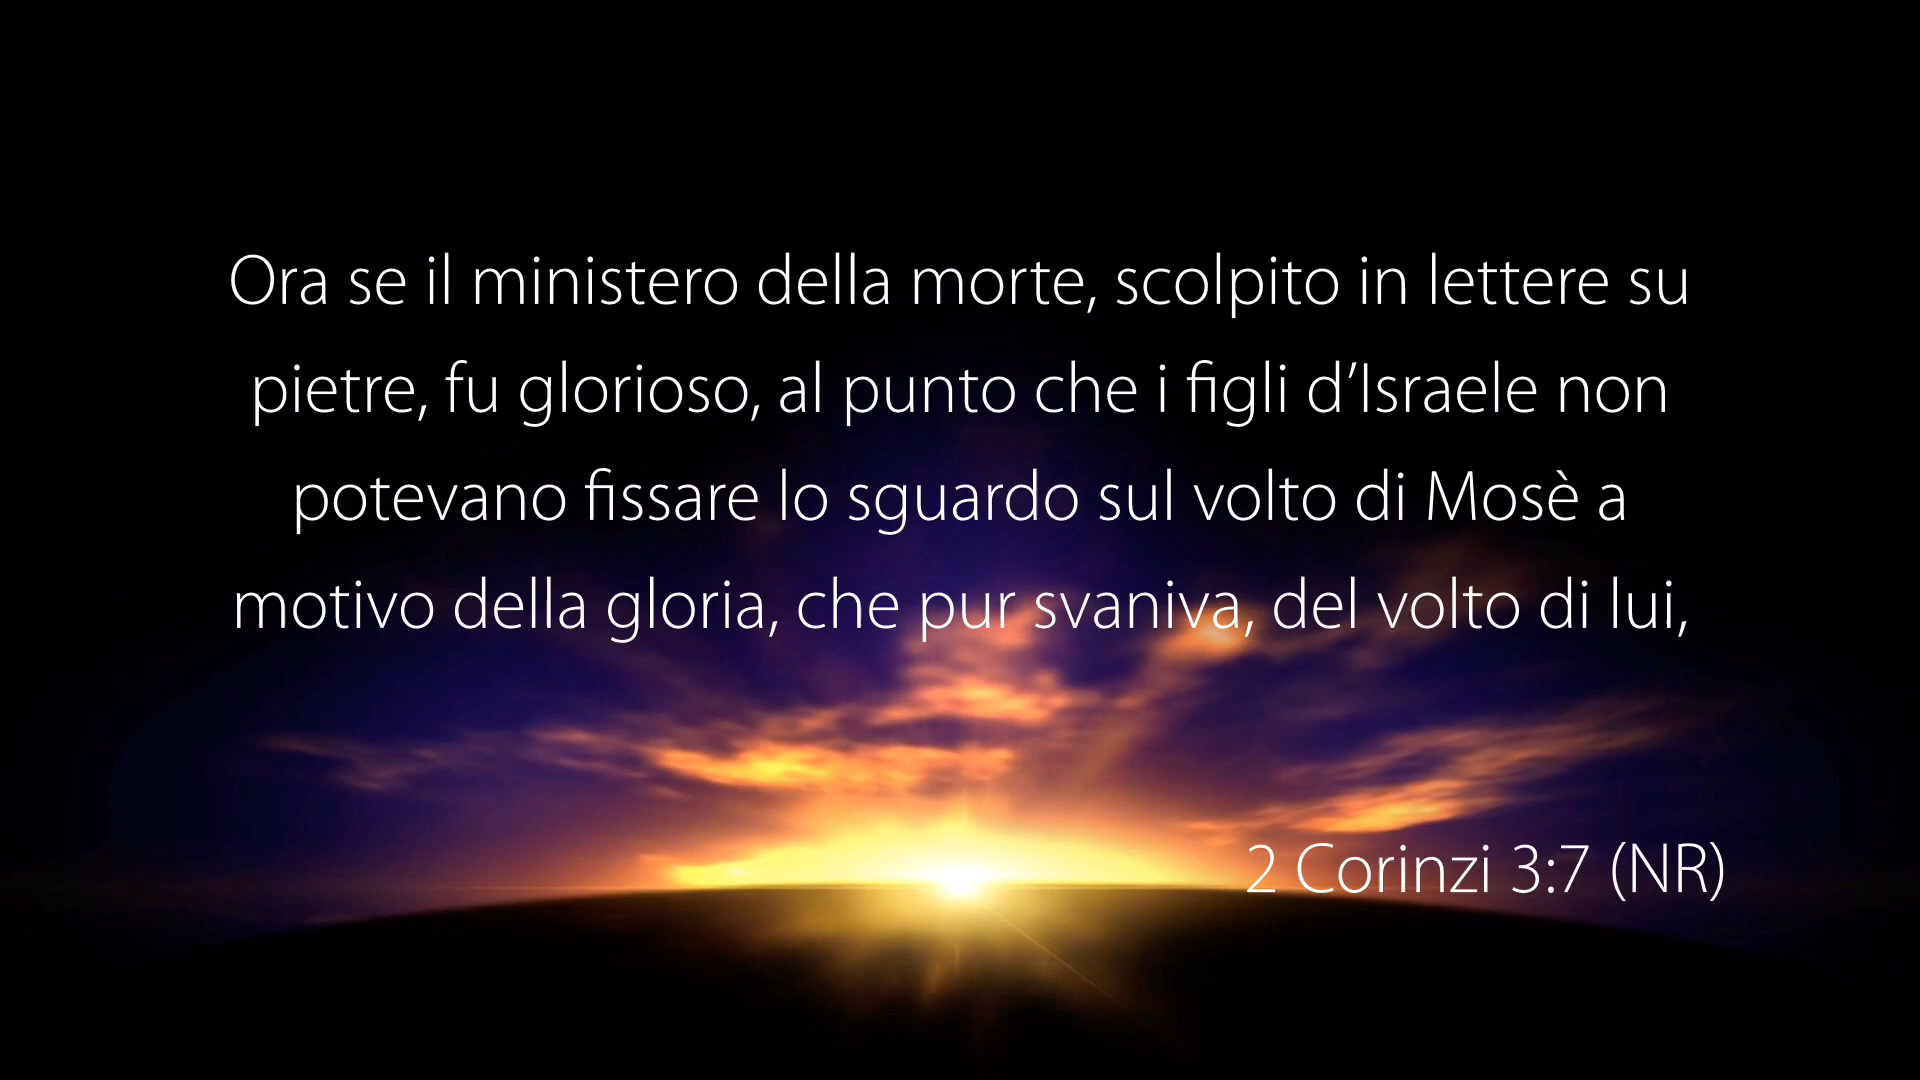 Ora se il ministero della morte, scolpito in lettere su
pietre, fu glorioso, al punto che i figli d’Israele non
potevano fissare lo sguardo sul volto di Mosè a
motivo della gloria, che pur svaniva, del volto di lui,
2 Corinzi 3:7 (NR)